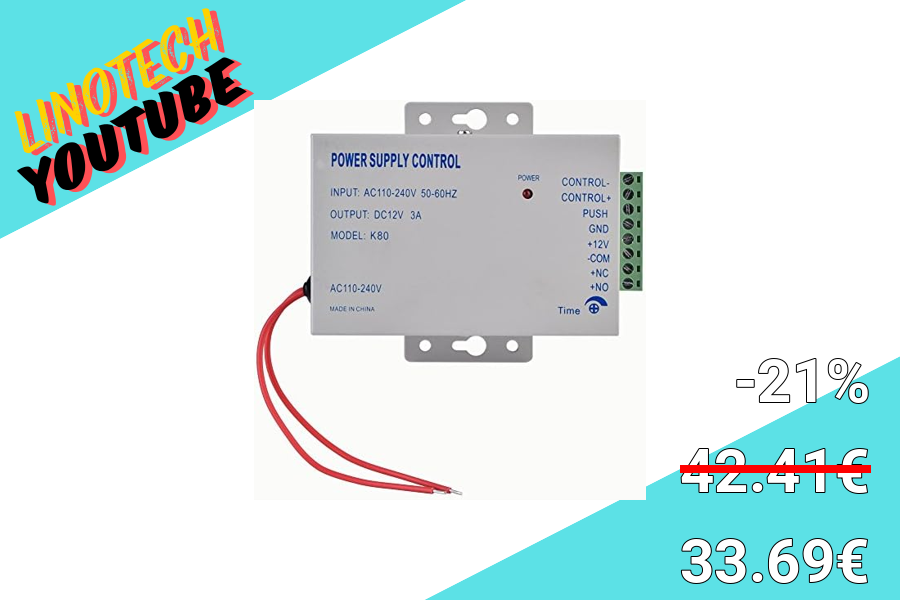 LINOTECH
YOUTUBE
POWER SUPPLY CONTROL
INPUT: AC110-240V 50-60HZ
OUTPUT: DC12V 3A
MODEL: K80
AC110-240V
MADE IN CHINA
POWER
CONTROL-
CONTROL+
PUSH
GND
+12V
-COM
+NC
+NO
Time
-21%
42.41€
33.69€